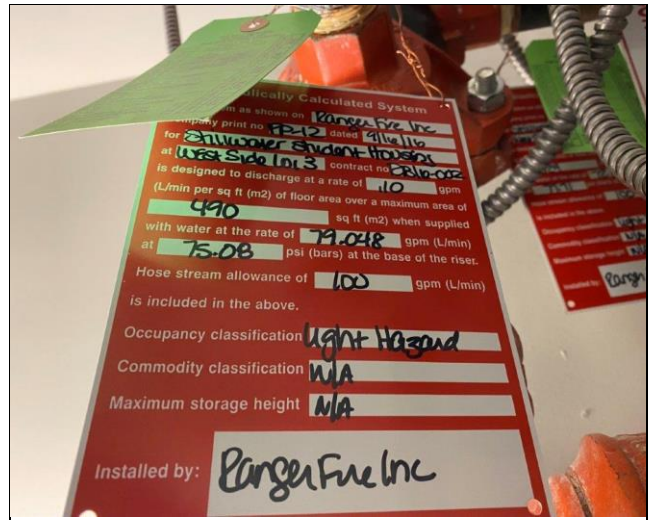 ulically Calculated System
em as shown on Ranger Fire Inc
ompany print no FP-12 dated 9/16/16
for Stillwater Student Housing
at West Side Lot 3 contract no
is designed to discharge at a rate of .10 gpm
(L/min per sq ft (m2) of floor area over a maximum area of
490 sq ft (m2) when supplied
with water at the rate of 79.048 gpm (L/min)
at 75.08 psi (bars) at the base of the riser.
Hose stream allowance of 100 gpm (L/min)
is included in the above.
Occupancy classification Light Hazard
Commodity classification N/A
Maximum storage height N/A
Installed by: Ranger Fire Inc